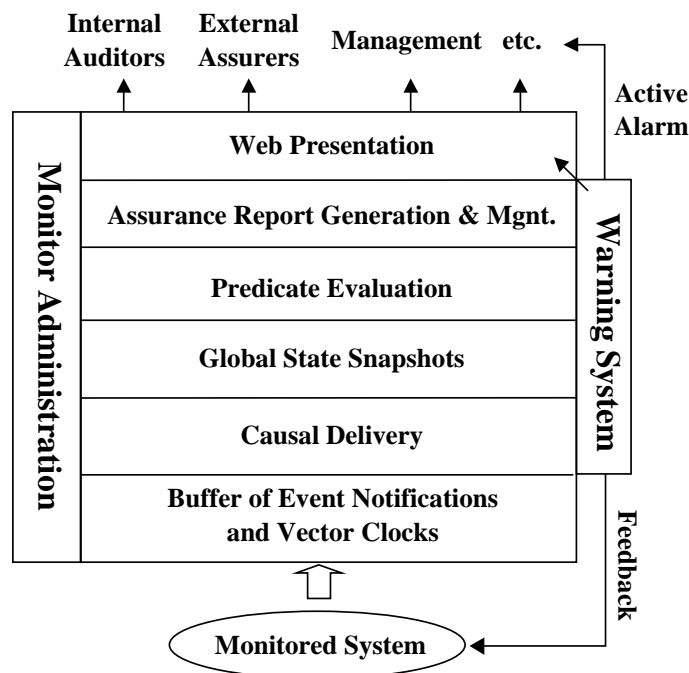 Internal Auditors
External Assurers
Management etc.
Active Alarm
Monitor Administration
Web Presentation
Assurance Report Generation & Mgnt.
Predicate Evaluation
Global State Snapshots
Causal Delivery
Buffer of Event Notifications
and Vector Clocks
Warning System
Feedback
Monitored System